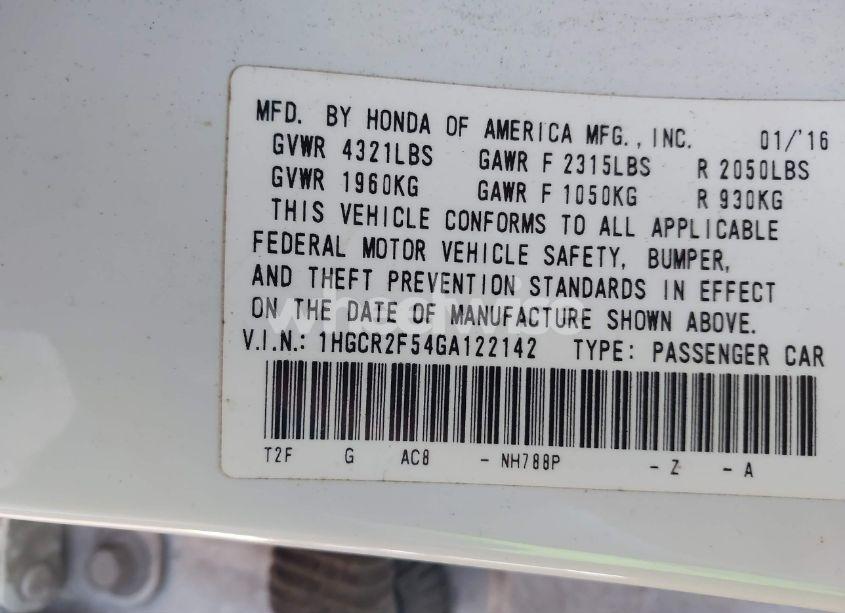 MFD. BY HONDA OF AMERICA MFG., INC. 01/'16
GVWR 4321LBS GAWR F 2315LBS R 2050LBS
GVWR 1960KG GAWR F 1050KG R 930KG
THIS VEHICLE CONFORMS TO ALL APPLICABLE
FEDERAL MOTOR VEHICLE SAFETY, BUMPER,
AND THEFT PREVENTION STANDARDS IN EFFECT
ON THE DATE OF MANUFACTURE SHOWN ABOVE.
wheelwise
V.I.N.: 1HGCR2F54GA122142 TYPE: PASSENGER CAR
T2F G AC8 - NH788P - Z - A